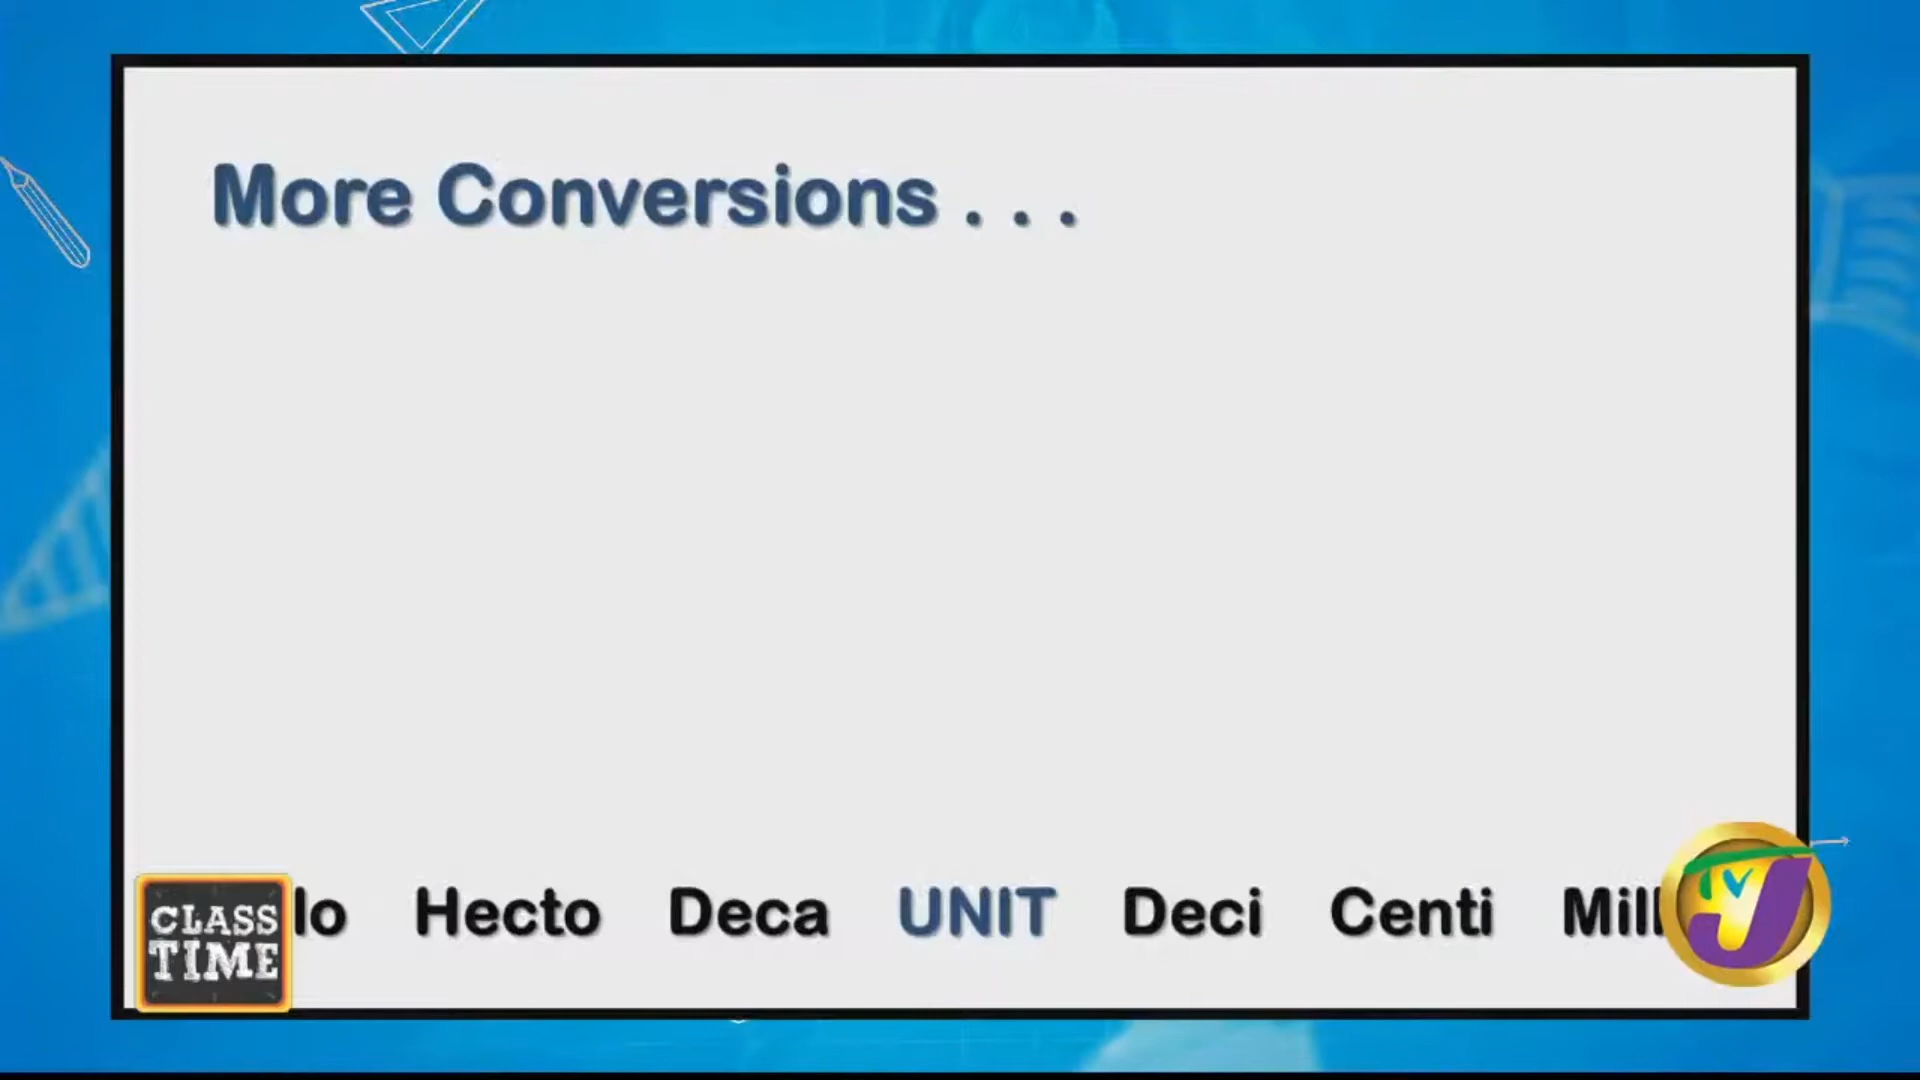 More Conversions . . .
lo Hecto Deca UNIT Deci Centi Mill
CLASS
TIME
TVJ